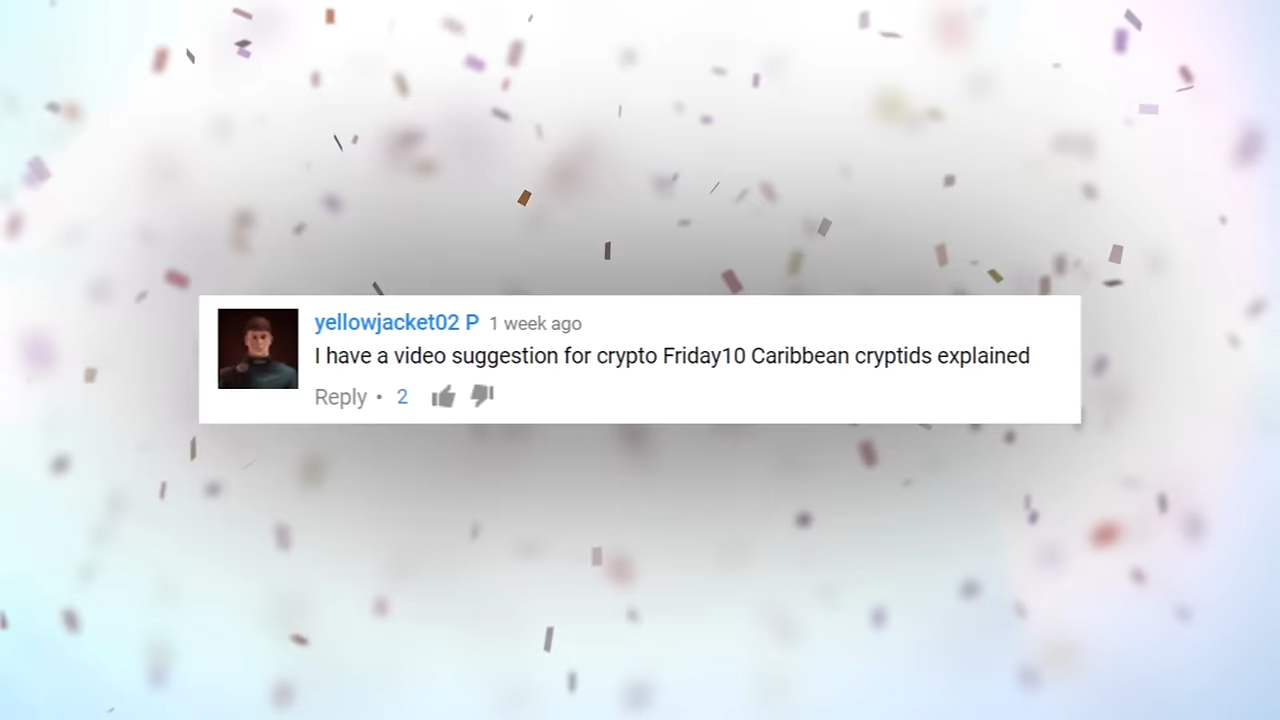 yellowjacket02 P 1 week ago
I have a video suggestion for crypto Friday10 Caribbean cryptids explained
Reply • 2